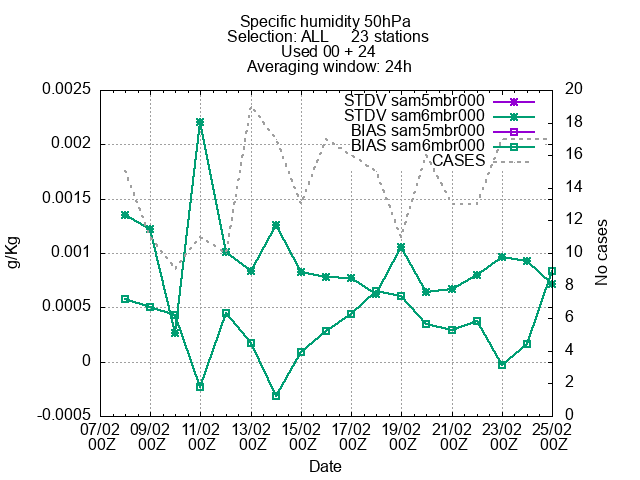 Specific humidity 50hPa
Selection: ALL 23 stations
Used 00 + 24
Averaging window: 24h
STDV sam5mbr000
STDV sam6mbr000
BIAS sam5mbr000
BIAS sam6mbr000
CASES
0.0025
0.002
0.0015
0.001
0.0005
0
-0.0005
g/Kg
20
18
16
14
12
10
8
6
4
2
0
No cases
07/02 09/02 11/02 13/02 15/02 17/02 19/02 21/02 23/02 25/02
00Z 00Z 00Z 00Z 00Z 00Z 00Z 00Z 00Z 00Z
Date